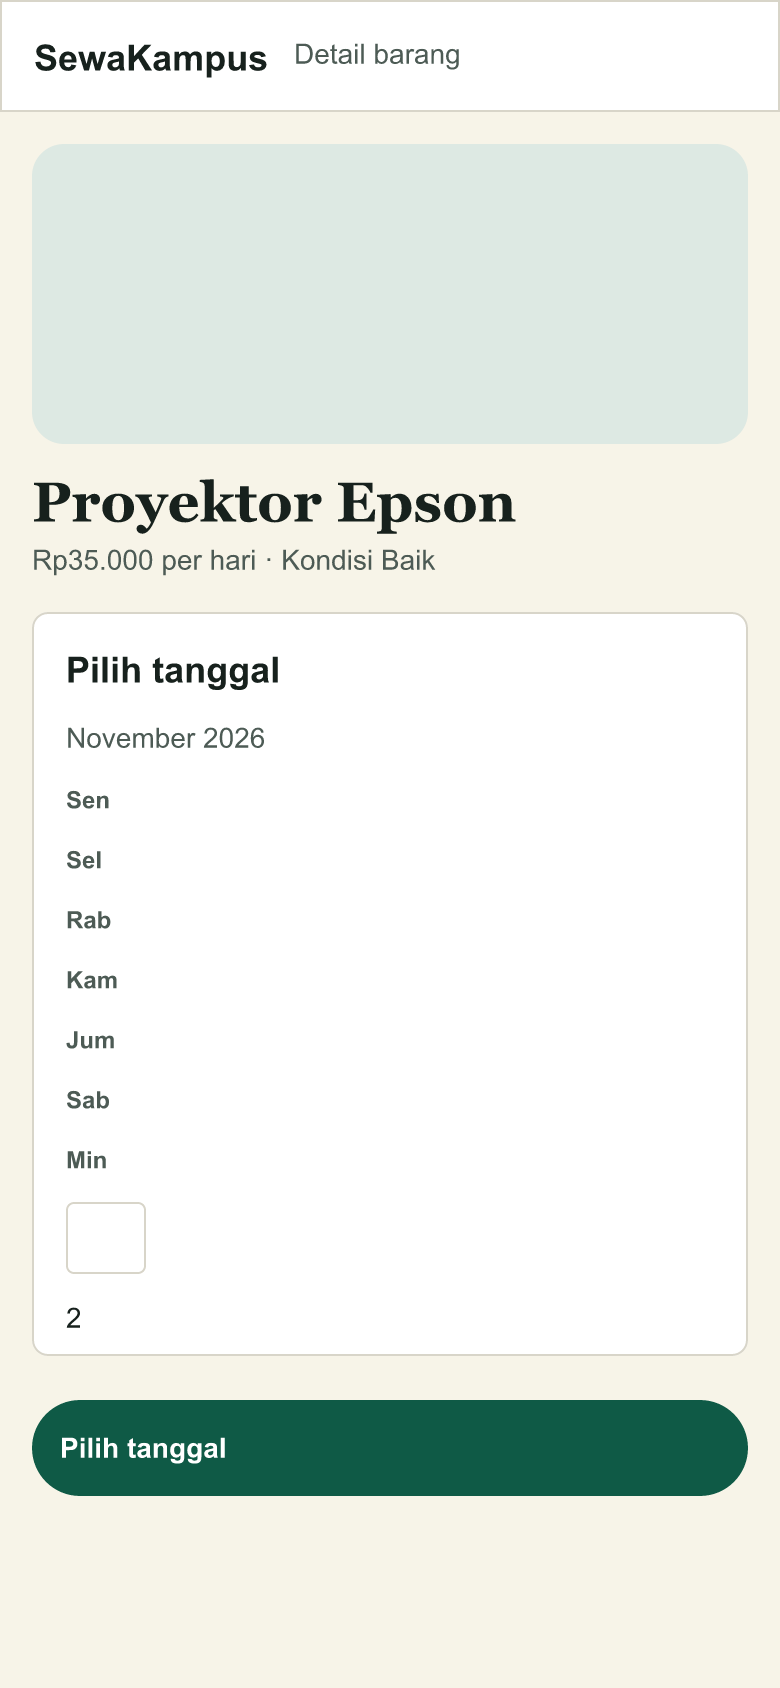 SewaKampus Detail barang
Proyektor Epson
Rp35.000 per hari · Kondisi Baik
Pilih tanggal
November 2026
Sen
Sel
Rab
Kam
Jum
Sab
Min
2
Pilih tanggal